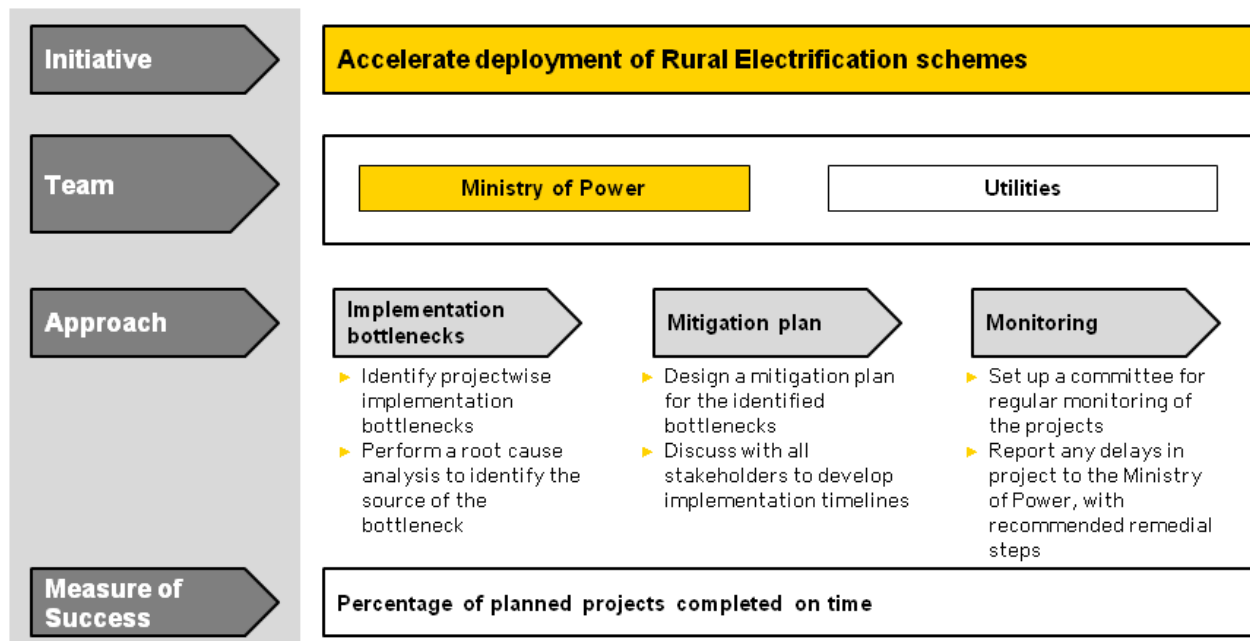 Initiative
Accelerate deployment of Rural Electrification schemes
Team
Ministry of Power
Utilities
Approach
Implementation
bottlenecks
► Identify projectwise
implementation
bottlenecks
► Perform a root cause
analysis to identify the
source of the
bottleneck
Mitigation plan
► Design a mitigation plan
for the identified
bottlenecks
► Discuss with all
stakeholders to develop
implementation timelines
Monitoring
► Set up a committee for
regular monitoring of
the projects
► Report any delays in
project to the Ministry
of Power, with
recommended remedial
steps
Measure of
Success
Percentage of planned projects completed on time